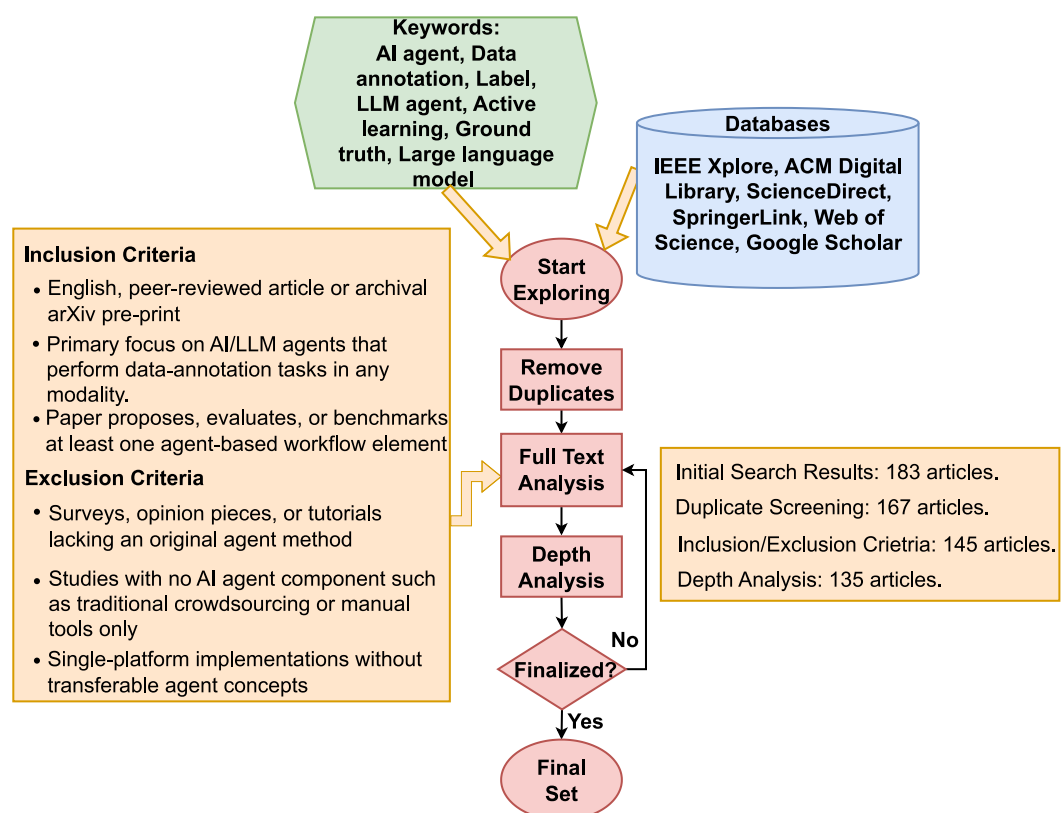 Keywords:
AI agent, Data
annotation, Label,
LLM agent, Active
learning, Ground
truth, Large language
model
Databases
IEEE Xplore, ACM Digital
Library, ScienceDirect,
SpringerLink, Web of
Science, Google Scholar
Start
Exploring
Remove
Duplicates
Full Text
Analysis
Depth
Analysis
Finalized?
No
Yes
Final
Set
Inclusion Criteria
• English, peer-reviewed article or archival
arXiv pre-print
• Primary focus on AI/LLM agents that
perform data-annotation tasks in any
modality.
• Paper proposes, evaluates, or benchmarks
at least one agent-based workflow element
Exclusion Criteria
• Surveys, opinion pieces, or tutorials
lacking an original agent method
• Studies with no AI agent component such
as traditional crowdsourcing or manual
tools only
• Single-platform implementations without
transferable agent concepts
Initial Search Results: 183 articles.
Duplicate Screening: 167 articles.
Inclusion/Exclusion Crietria: 145 articles.
Depth Analysis: 135 articles.